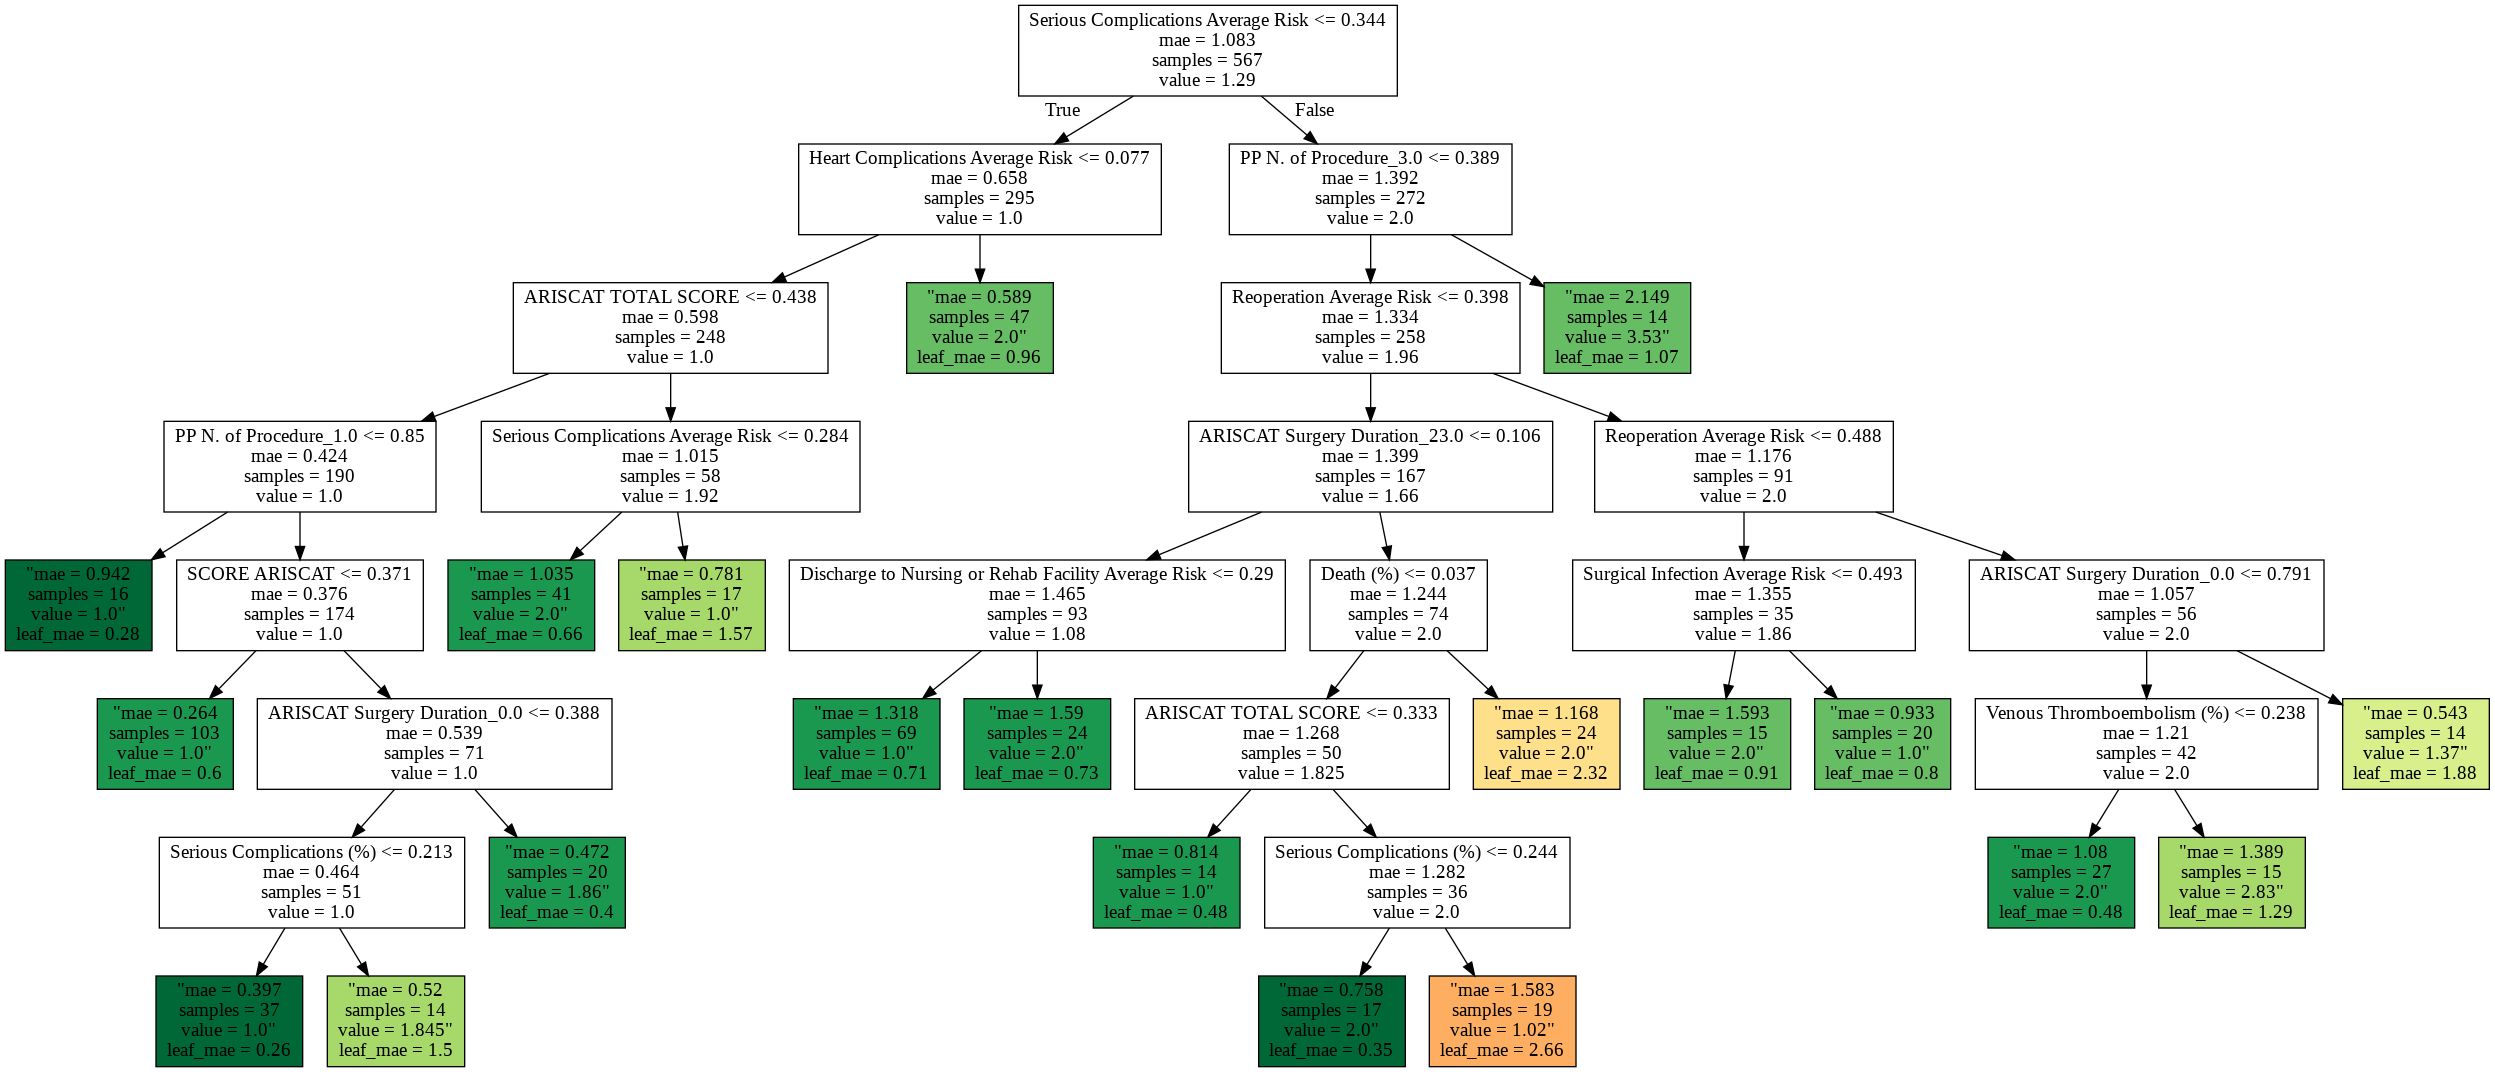 Serious Complications Average Risk <= 0.344
mae = 1.083
samples = 567
value = 1.29
True
False
Heart Complications Average Risk <= 0.077
mae = 0.658
samples = 295
value = 1.0
PP N. of Procedure_3.0 <= 0.389
mae = 1.392
samples = 272
value = 2.0
ARISCAT TOTAL SCORE <= 0.438
mae = 0.598
samples = 248
value = 1.0
"mae = 0.589
samples = 47
value = 2.0"
leaf_mae = 0.96
Reoperation Average Risk <= 0.398
mae = 1.334
samples = 258
value = 1.96
"mae = 2.149
samples = 14
value = 3.53"
leaf_mae = 1.07
PP N. of Procedure_1.0 <= 0.85
mae = 0.424
samples = 190
value = 1.0
Serious Complications Average Risk <= 0.284
mae = 1.015
samples = 58
value = 1.92
ARISCAT Surgery Duration_23.0 <= 0.106
mae = 1.399
samples = 167
value = 1.66
Reoperation Average Risk <= 0.488
mae = 1.176
samples = 91
value = 2.0
"mae = 0.942
samples = 16
value = 1.0"
leaf_mae = 0.28
SCORE ARISCAT <= 0.371
mae = 0.376
samples = 174
value = 1.0
"mae = 1.035
samples = 41
value = 2.0"
leaf_mae = 0.66
"mae = 0.781
samples = 17
value = 1.0"
leaf_mae = 1.57
Discharge to Nursing or Rehab Facility Average Risk <= 0.29
mae = 1.465
samples = 93
value = 1.08
Death (%) <= 0.037
mae = 1.244
samples = 74
value = 2.0
Surgical Infection Average Risk <= 0.493
mae = 1.355
samples = 35
value = 1.86
ARISCAT Surgery Duration_0.0 <= 0.791
mae = 1.057
samples = 56
value = 2.0
"mae = 0.264
samples = 103
value = 1.0"
leaf_mae = 0.6
ARISCAT Surgery Duration_0.0 <= 0.388
mae = 0.539
samples = 71
value = 1.0
"mae = 1.318
samples = 69
value = 1.0"
leaf_mae = 0.71
"mae = 1.59
samples = 24
value = 2.0"
leaf_mae = 0.73
ARISCAT TOTAL SCORE <= 0.333
mae = 1.268
samples = 50
value = 1.825
"mae = 1.168
samples = 24
value = 2.0"
leaf_mae = 2.32
"mae = 1.593
samples = 15
value = 2.0"
leaf_mae = 0.91
"mae = 0.933
samples = 20
value = 1.0"
leaf_mae = 0.8
Venous Thromboembolism (%) <= 0.238
mae = 1.21
samples = 42
value = 2.0
"mae = 0.543
samples = 14
value = 1.37"
leaf_mae = 1.88
Serious Complications (%) <= 0.213
mae = 0.464
samples = 51
value = 1.0
"mae = 0.472
samples = 20
value = 1.86"
leaf_mae = 0.4
"mae = 0.814
samples = 14
value = 1.0"
leaf_mae = 0.48
Serious Complications (%) <= 0.244
mae = 1.282
samples = 36
value = 2.0
"mae = 1.08
samples = 27
value = 2.0"
leaf_mae = 0.48
"mae = 1.389
samples = 15
value = 2.83"
leaf_mae = 1.29
"mae = 0.397
samples = 37
value = 1.0"
leaf_mae = 0.26
"mae = 0.52
samples = 14
value = 1.845"
leaf_mae = 1.5
"mae = 0.758
samples = 17
value = 2.0"
leaf_mae = 0.35
"mae = 1.583
samples = 19
value = 1.02"
leaf_mae = 2.66